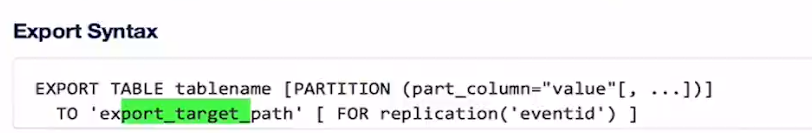 Export Syntax
EXPORT TABLE tablename [PARTITION (part_column="value"[, ...])]
TO 'export_target_path' [ FOR replication('eventid') ]